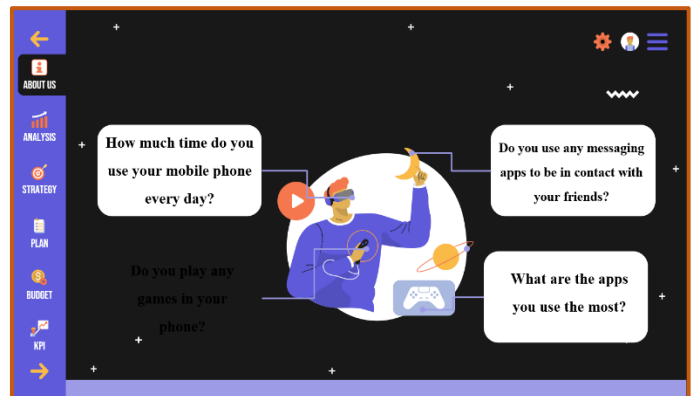 ABOUT US
ANALYSIS
STRATEGY
PLAN
BUDGET
KPI
How much time do you
use your mobile phone
every day?
Do you use any messaging
apps to be in contact with
your friends?
Do you play any
games in your
phone?
What are the apps
you use the most?